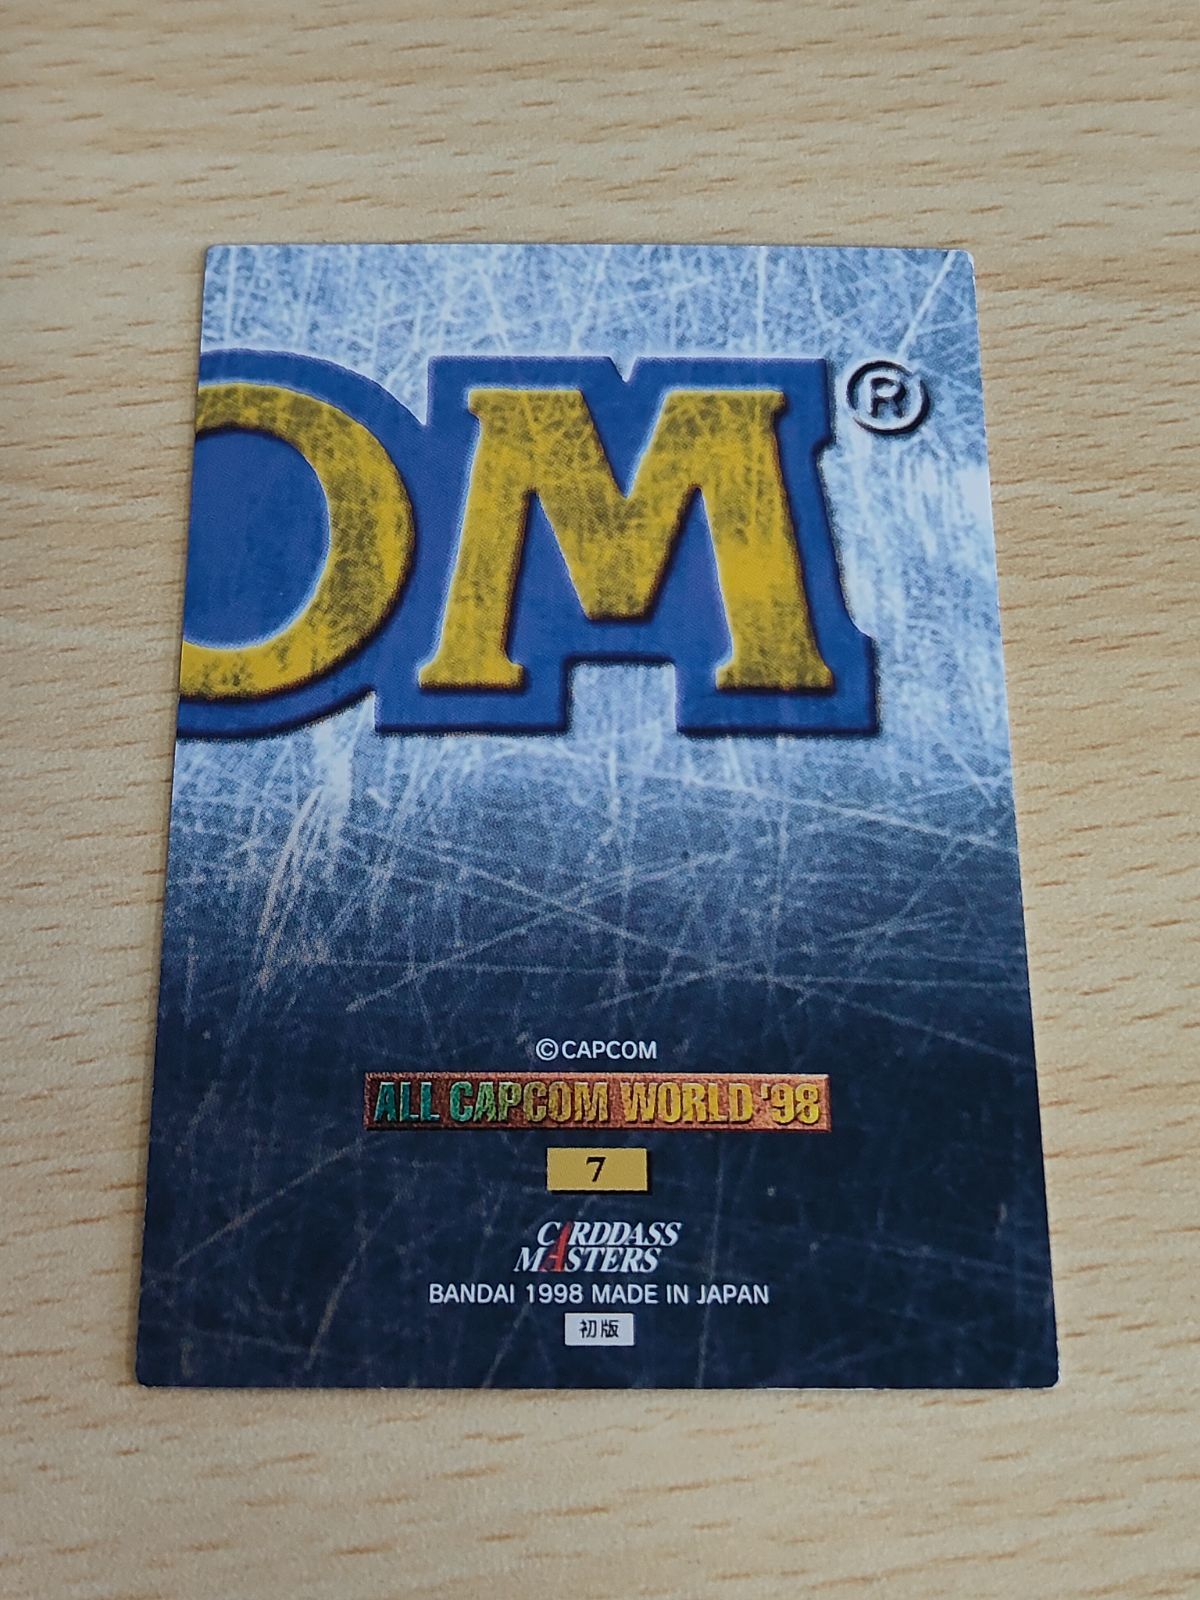 OM®
©CAPCOM
ALL CAPCOM WORLD '98
7
CARDDASS
MASTERS
BANDAI 1998 MADE IN JAPAN
初版